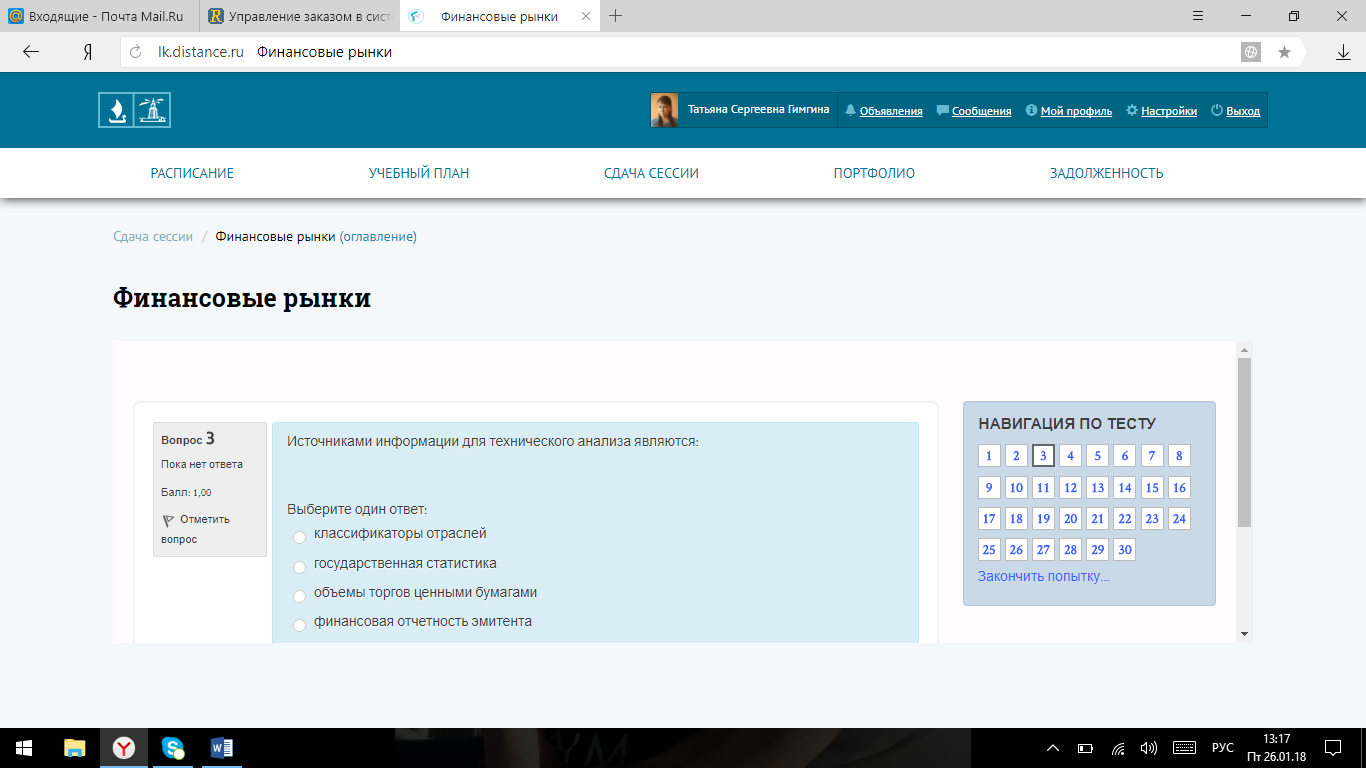 Входящие - Почта Mail.Ru
Управление заказом в сист
Финансовые рынки
lk.distance.ru Финансовые рынки
Татьяна Сергеевна Гимгина Объявления Сообщения Мой профиль Настройки Выход
РАСПИСАНИЕ УЧЕБНЫЙ ПЛАН СДАЧА СЕССИИ ПОРТФОЛИО ЗАДОЛЖЕННОСТЬ
Сдача сессии / Финансовые рынки (оглавление)
Финансовые рынки
Вопрос 3
Пока нет ответа
Балл: 1,00
Отметить
вопрос
Источниками информации для технического анализа являются:
Выберите один ответ:
классификаторы отраслей
государственная статистика
объемы торгов ценными бумагами
финансовая отчетность эмитента
НАВИГАЦИЯ ПО ТЕСТУ
1 2 3 4 5 6 7 8
9 10 11 12 13 14 15 16
17 18 19 20 21 22 23 24
25 26 27 28 29 30
Закончить попытку...
РУС
13:17
Пт 26.01.18